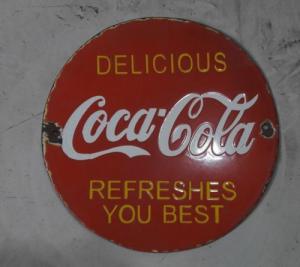 DELICIOUS
Coca-Cola
REFRESHES
YOU BEST